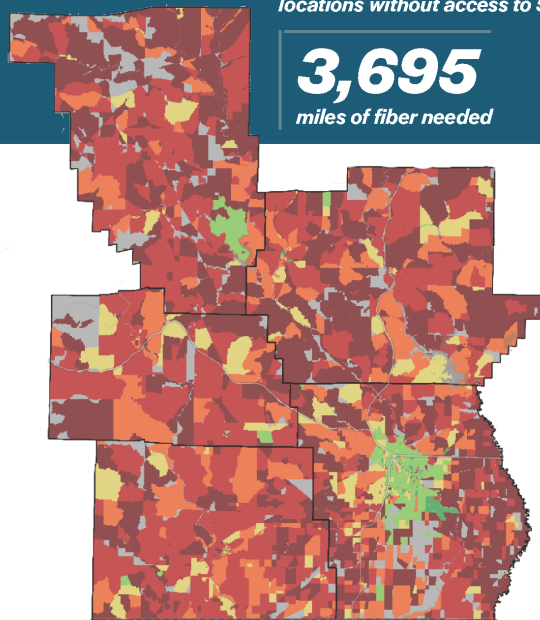 locations without access to
3,695
miles of fiber needed